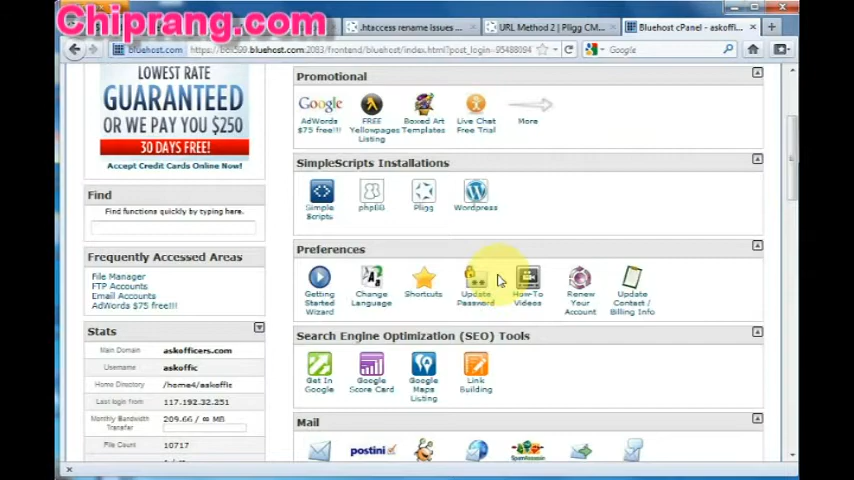 Chiprang.com
.htaccess rename issues ...
URL Method 2 | Pligg CM...
Bluehost cPanel - askoffic...
bluehost.com
Google
LOWEST RATE
GUARANTEED
OR WE PAY YOU $250
30 DAYS FREE!
Accept Credit Cards Online Now!
Find
Find functions quickly by typing here.
Frequently Accessed Areas
File Manager
FTP Accounts
Email Accounts
AdWords $75 free!!!
Stats
Main Domain askofficers.com
Username askoffic
Home Directory /home4/askoffic
Last login from 117.192.32.251
Monthly Bandwidth Transfer 209.66 / ∞ MB
File Count 10717
Promotional
Google
AdWords $75 free!!!
FREE Yellowpages Listing
Boxed Art Templates
Live Chat Free Trial
More
SimpleScripts Installations
Simple Scripts
phpBB
Pligg
Wordpress
Preferences
Getting Started Wizard
Change Language
Shortcuts
Update Password
How-To Videos
Renew Your Account
Update Contact / Billing Info
Search Engine Optimization (SEO) Tools
Get In Google
Google Score Card
Google Maps Listing
Link Building
Mail
postini
SpamAssassin